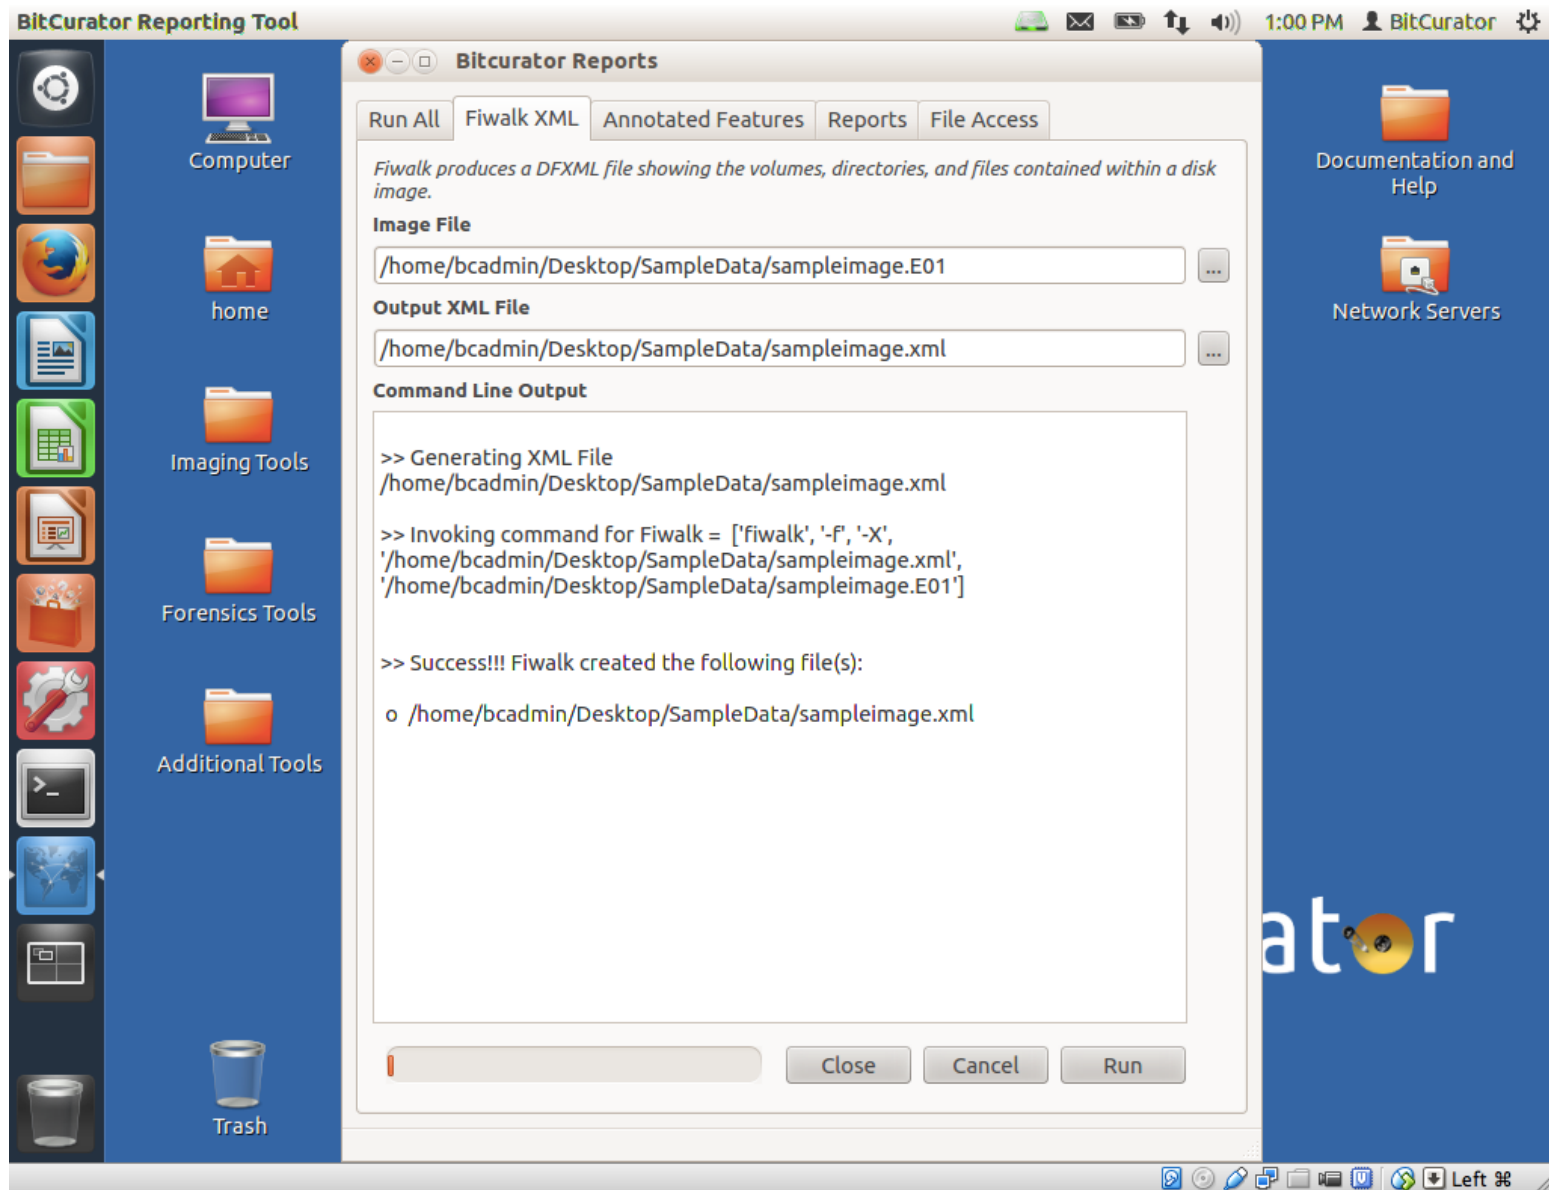 BitCurator Reporting Tool
1:00 PM
BitCurator
Bitcurator Reports
Run All
Fiwalk XML
Annotated Features
Reports
File Access
Fiwalk produces a DFXML file showing the volumes, directories, and files contained within a disk
image.
Image File
/home/bcadmin/Desktop/SampleData/sampleimage.E01
...
Output XML File
/home/bcadmin/Desktop/SampleData/sampleimage.xml
...
Command Line Output
>> Generating XML File
/home/bcadmin/Desktop/SampleData/sampleimage.xml
>> Invoking command for Fiwalk =  ['fiwalk', '-f', '-X',
'/home/bcadmin/Desktop/SampleData/sampleimage.xml',
'/home/bcadmin/Desktop/SampleData/sampleimage.E01']
>> Success!!! Fiwalk created the following file(s):
o /home/bcadmin/Desktop/SampleData/sampleimage.xml
Close
Cancel
Run
Computer
home
Imaging Tools
Forensics Tools
Additional Tools
Trash
Documentation and
Help
Network Servers
ator
Left ⌘